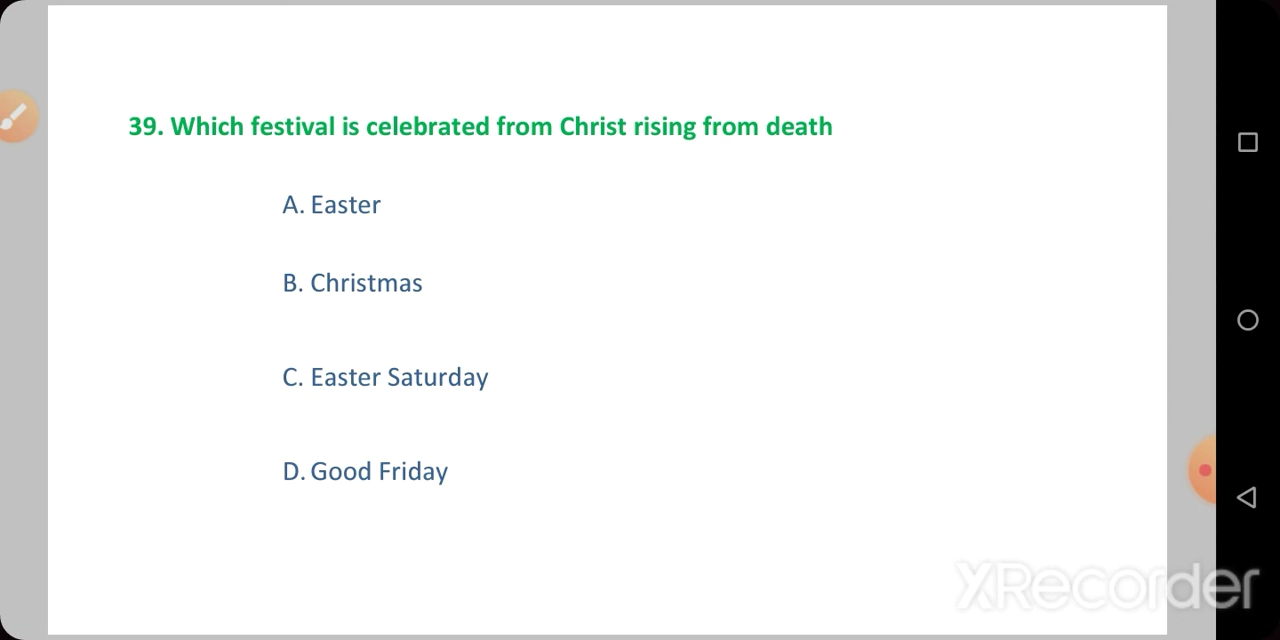 39. Which festival is celebrated from Christ rising from death
A. Easter
B. Christmas
C. Easter Saturday
D. Good Friday
XRecorder